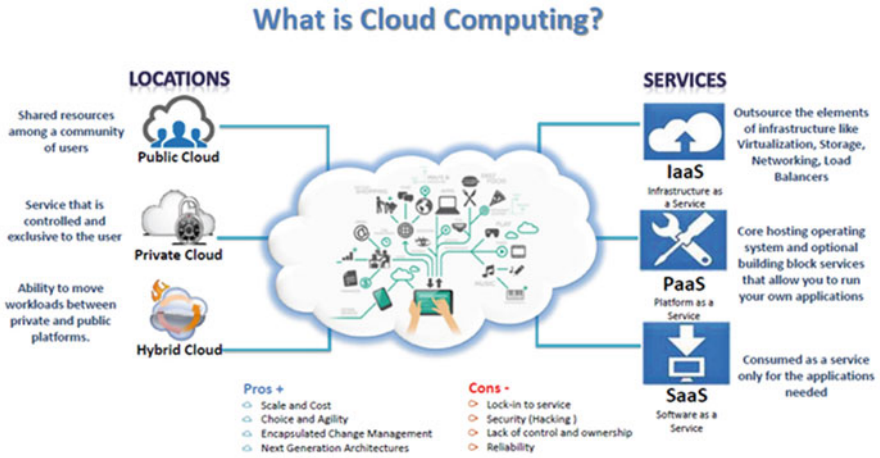 What is Cloud Computing?
LOCATIONS
Shared resources
among a community
of users
Public Cloud
Service that is
controlled and
exclusive to the user
Private Cloud
Ability to move
workloads between
private and public
platforms.
Hybrid Cloud
SHOPPING
FAST
FOOD
PLAY
MUSIC
SERVICES
IaaS
Infrastructure as
a Service
Outsource the elements
of infrastructure like
Virtualization, Storage,
Networking, Load
Balancers
PaaS
Platform as a
Service
Core hosting operating
system and optional
building block services
that allow you to run
your own applications
SaaS
Software as a
Service
Consumed as a service
only for the applications
needed
Pros +
Scale and Cost
Choice and Agility
Encapsulated Change Management
Next Generation Architectures
Cons -
Lock-in to service
Security (Hacking )
Lack of control and ownership
Reliability